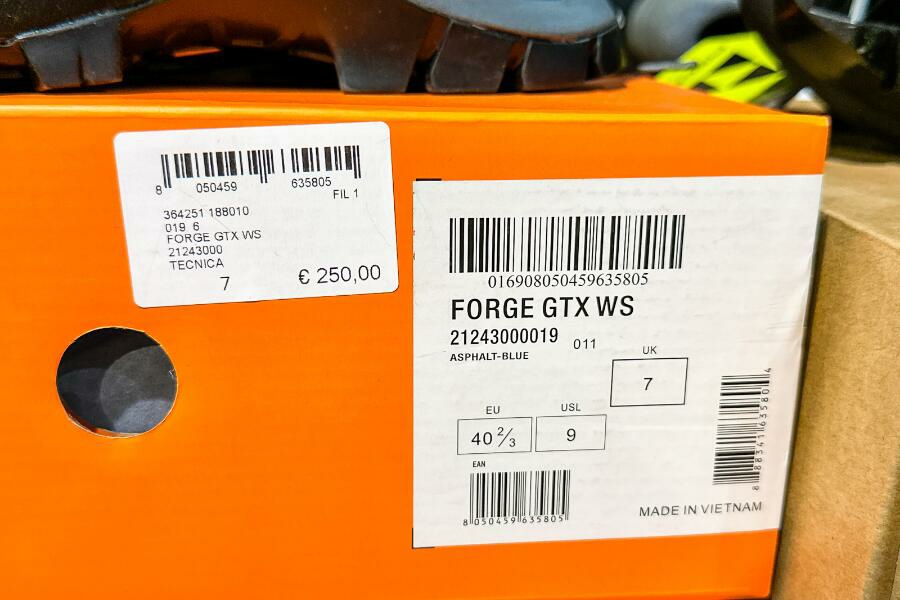 8 050459 635805
FIL 1
364251 188010
019 6
FORGE GTX WS
21243000
TECNICA
7 € 250,00
016908050459635805
FORGE GTX WS
21243000019 011
ASPHALT-BLUE
UK
7
EU USL
40 2/3 9
EAN
8 050459 635805
MADE IN VIETNAM